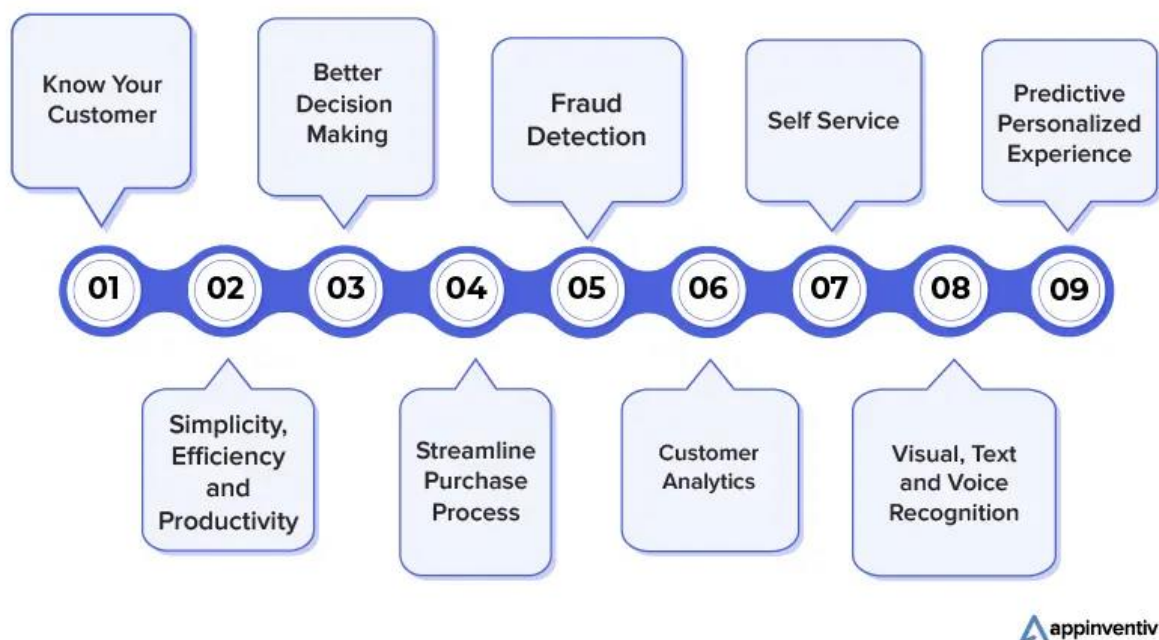 Know Your
Customer
Better
Decision
Making
Fraud
Detection
Self Service
Predictive
Personalized
Experience
01
02
03
04
05
06
07
08
09
Simplicity,
Efficiency
and
Productivity
Streamline
Purchase
Process
Customer
Analytics
Visual, Text
and Voice
Recognition
appinventiv